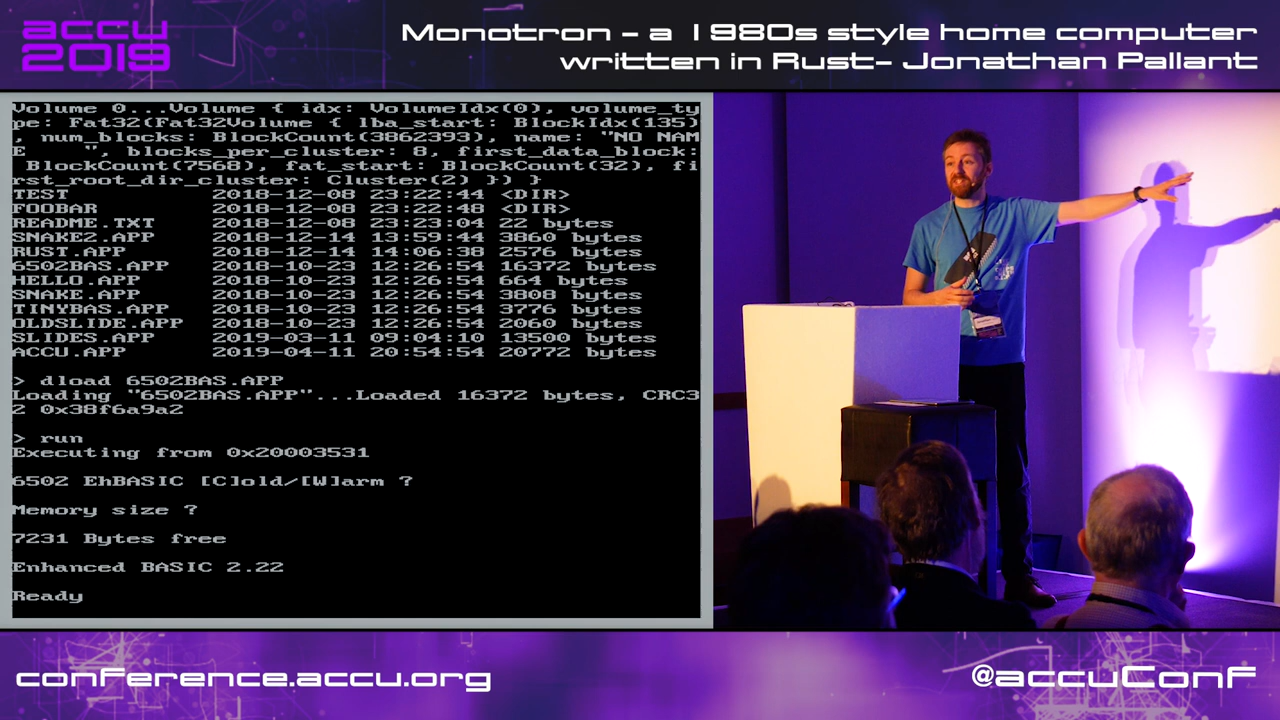 accu
2019
Monotron - a 1980s style home computer
written in Rust- Jonathan Pallant
Volume 0...Volume { idx: VolumeIdx(0), volume_ty
pe: Fat32(Fat32Volume { lba_start: BlockIdx(135)
, num_blocks: BlockCount(3862393), name: "NO NAM
E     ", blocks_per_cluster: 8, first_data_block:
 BlockCount(7568), fat_start: BlockCount(32), fi
rst_root_dir_cluster: Cluster(2) }) }
TEST 2018-12-08 23:22:44 <DIR>
FOOBAR 2018-12-08 23:22:48 <DIR>
README.TXT 2018-12-08 23:23:04 22 bytes
SNAKE2.APP 2018-12-14 13:59:44 3860 bytes
RUST.APP 2018-12-14 14:06:38 2576 bytes
6502BAS.APP 2018-10-23 12:26:54 16372 bytes
HELLO.APP 2018-10-23 12:26:54 664 bytes
SNAKE.APP 2018-10-23 12:26:54 3808 bytes
TINYBAS.APP 2018-10-23 12:26:54 3776 bytes
OLDSLIDE.APP 2018-10-23 12:26:54 2060 bytes
SLIDES.APP 2019-03-11 09:04:10 13500 bytes
ACCU.APP 2019-04-11 20:54:54 20772 bytes
> dload 6502BAS.APP
Loading "6502BAS.APP"...Loaded 16372 bytes, CRC3
2 0x38f6a9a2
> run
Executing from 0x20003531
6502 EhBASIC [C]old/[W]arm ?
Memory size ?
7231 Bytes free
Enhanced BASIC 2.22
Ready
conference.accu.org
@accuConf